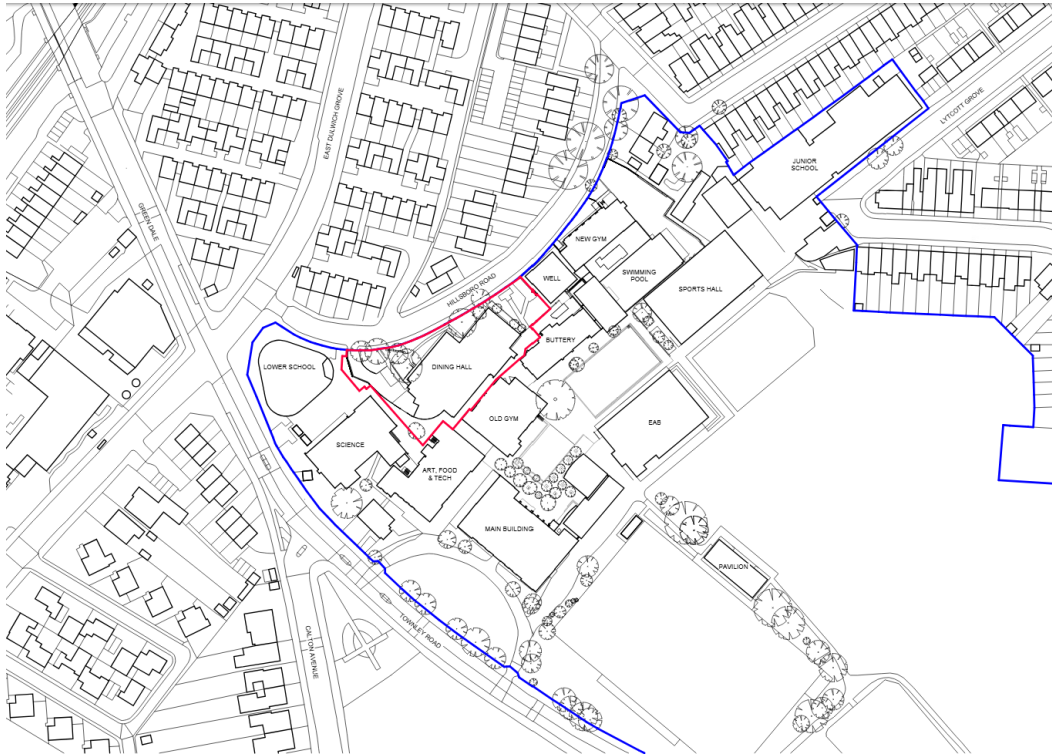 LYTCOTT GROVE
EAST DULWICH GROVE
JUNIOR
SCHOOL
GREEN DALE
NEW GYM
SWIMMING
POOL
WELL
SPORTS HALL
HILLSBORO ROAD
BUTTERY
DINING HALL
LOWER SCHOOL
OLD GYM
EAB
SCIENCE
ART, FOOD
& TECH
MAIN BUILDING
PAVILION
TOWNLEY ROAD
CALTON AVENUE